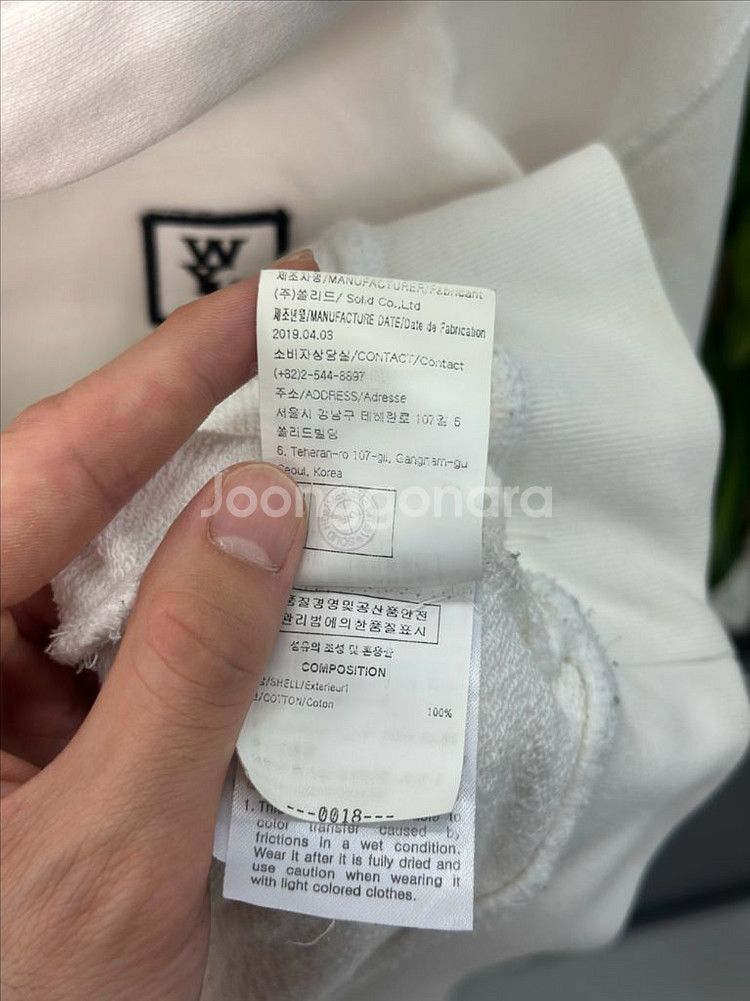 W
Y
제조자명/MANUFACTURER/Fabricant
(주)쏠리드/ Solid Co.,Ltd
제조년월/MANUFACTURE DATE/Date de Fabrication
2019.04.03
소비자상담실/CONTACT/Contact
(+82)2-544-8897
주소/ADDRESS/Adresse
서울시 강남구 테헤란로 107길 6
쏠리드빌딩
6, Teheran-ro 107-gil, Gangnam-gu
Seoul, Korea
Joonggonara
품질경영및공산품안전
관리법에의한품질표시
섬유의 조성 및 혼용율
COMPOSITION
/SHELL/Exterieur
/COTTON/Coton 100%
---0018---
1. This to
color transfer caused by
frictions in a wet condition.
Wear it after it is fully dried and
use caution when wearing it
with light colored clothes.